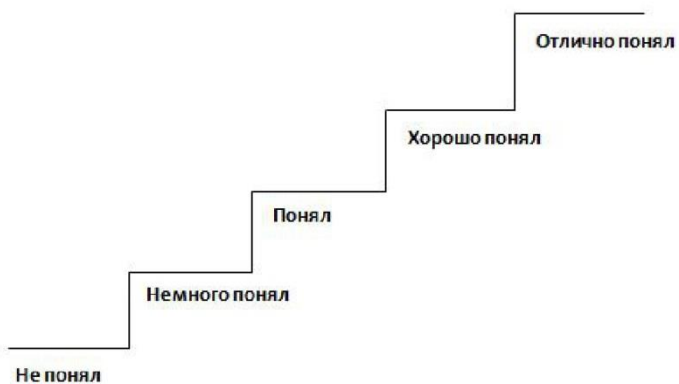 Отлично понял
Хорошо понял
Понял
Немного понял
Не понял